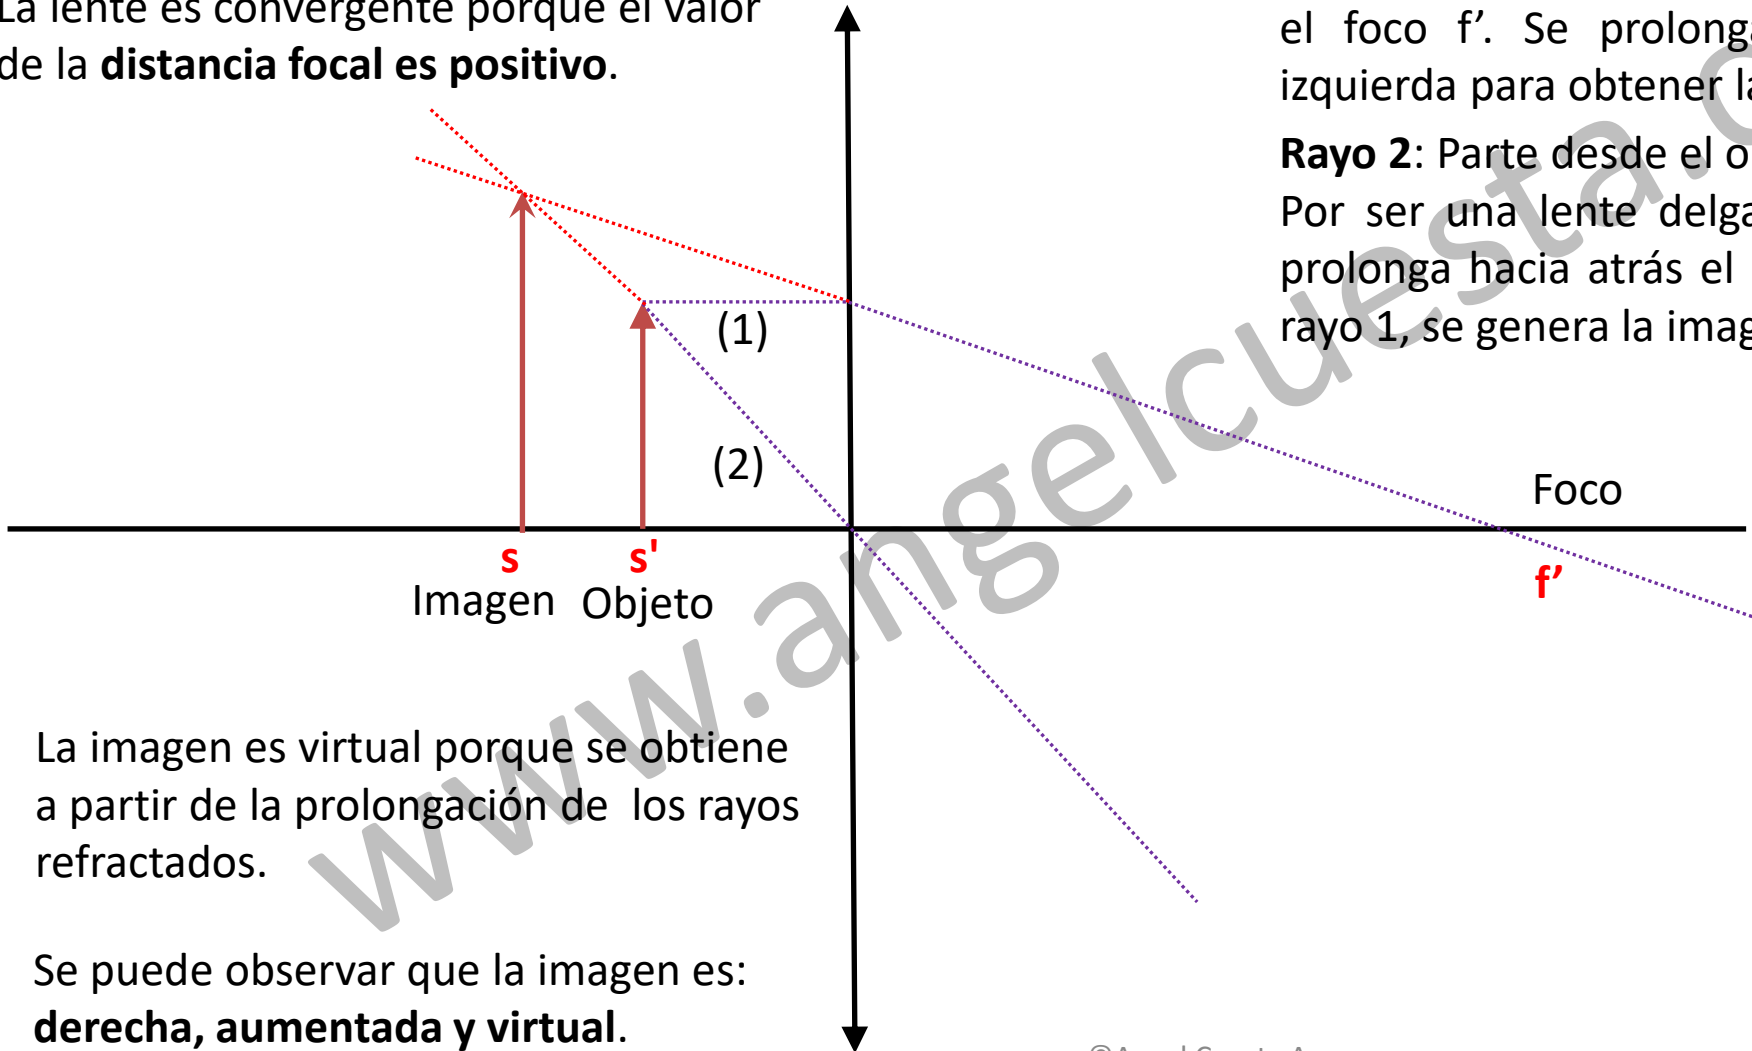 La lente es convergente porque el valor
de la distancia focal es positivo.
el foco f’. Se prolonga
izquierda para obtener la
Rayo 2: Parte desde el o
Por ser una lente delga
prolonga hacia atrás el
rayo 1, se genera la imag
(1)
(2)
Foco
s s'
f’
Imagen Objeto
La imagen es virtual porque se obtiene
a partir de la prolongación de los rayos
refractados.
Se puede observar que la imagen es:
derecha, aumentada y virtual.
www.angelcuesta.c